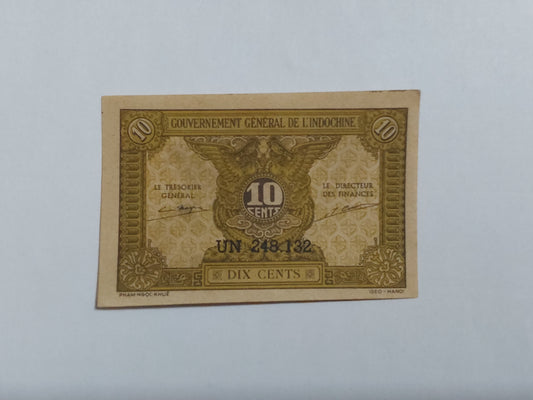 10 GOUVERNEMENT GÉNÉRAL DE L'INDOCHINE 10
LE TRÉSORIER
GÉNÉRAL
10
CENTS
LE DIRECTEUR
DES FINANCES
UN 248.132
DIX CENTS
PHAM-NGOC-KHUÊ
IDEO-HANOI